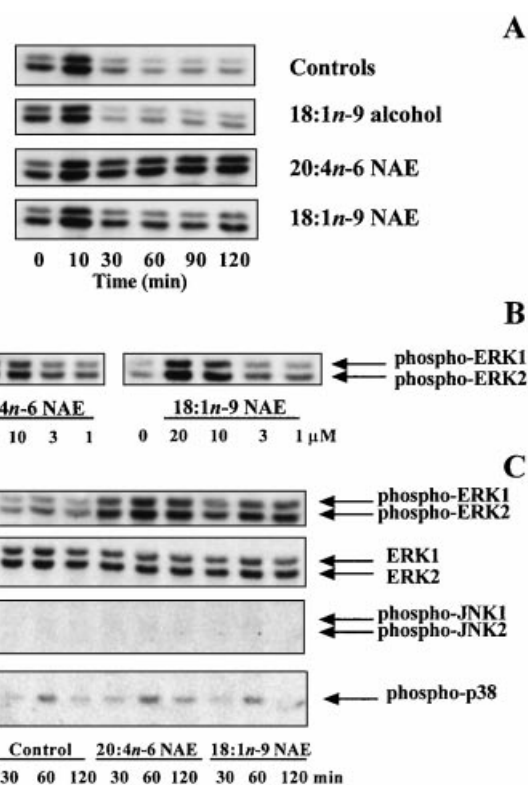 A
Controls
18:1n-9 alcohol
20:4n-6 NAE
18:1n-9 NAE
0 10 30 60 90 120
Time (min)
B
phospho-ERK1
phospho-ERK2
4n-6 NAE 18:1n-9 NAE
10 3 1 0 20 10 3 1 µM
C
phospho-ERK1
phospho-ERK2
ERK1
ERK2
phospho-JNK1
phospho-JNK2
phospho-p38
Control 20:4n-6 NAE 18:1n-9 NAE
30 60 120 30 60 120 30 60 120 min